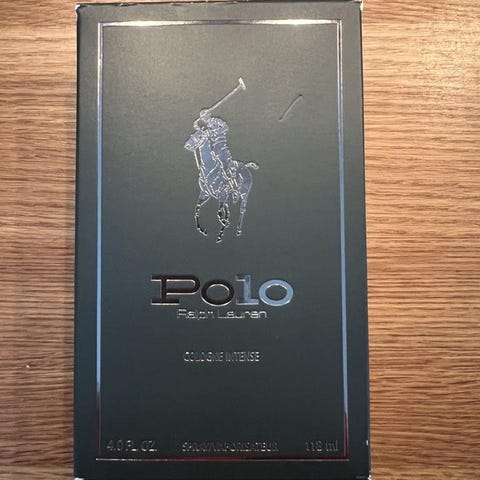 Polo
Ralph Lauren
COLOGNE INTENSE
4.0 FL. OZ. SPRAY/VAPORISATEUR 118 ml